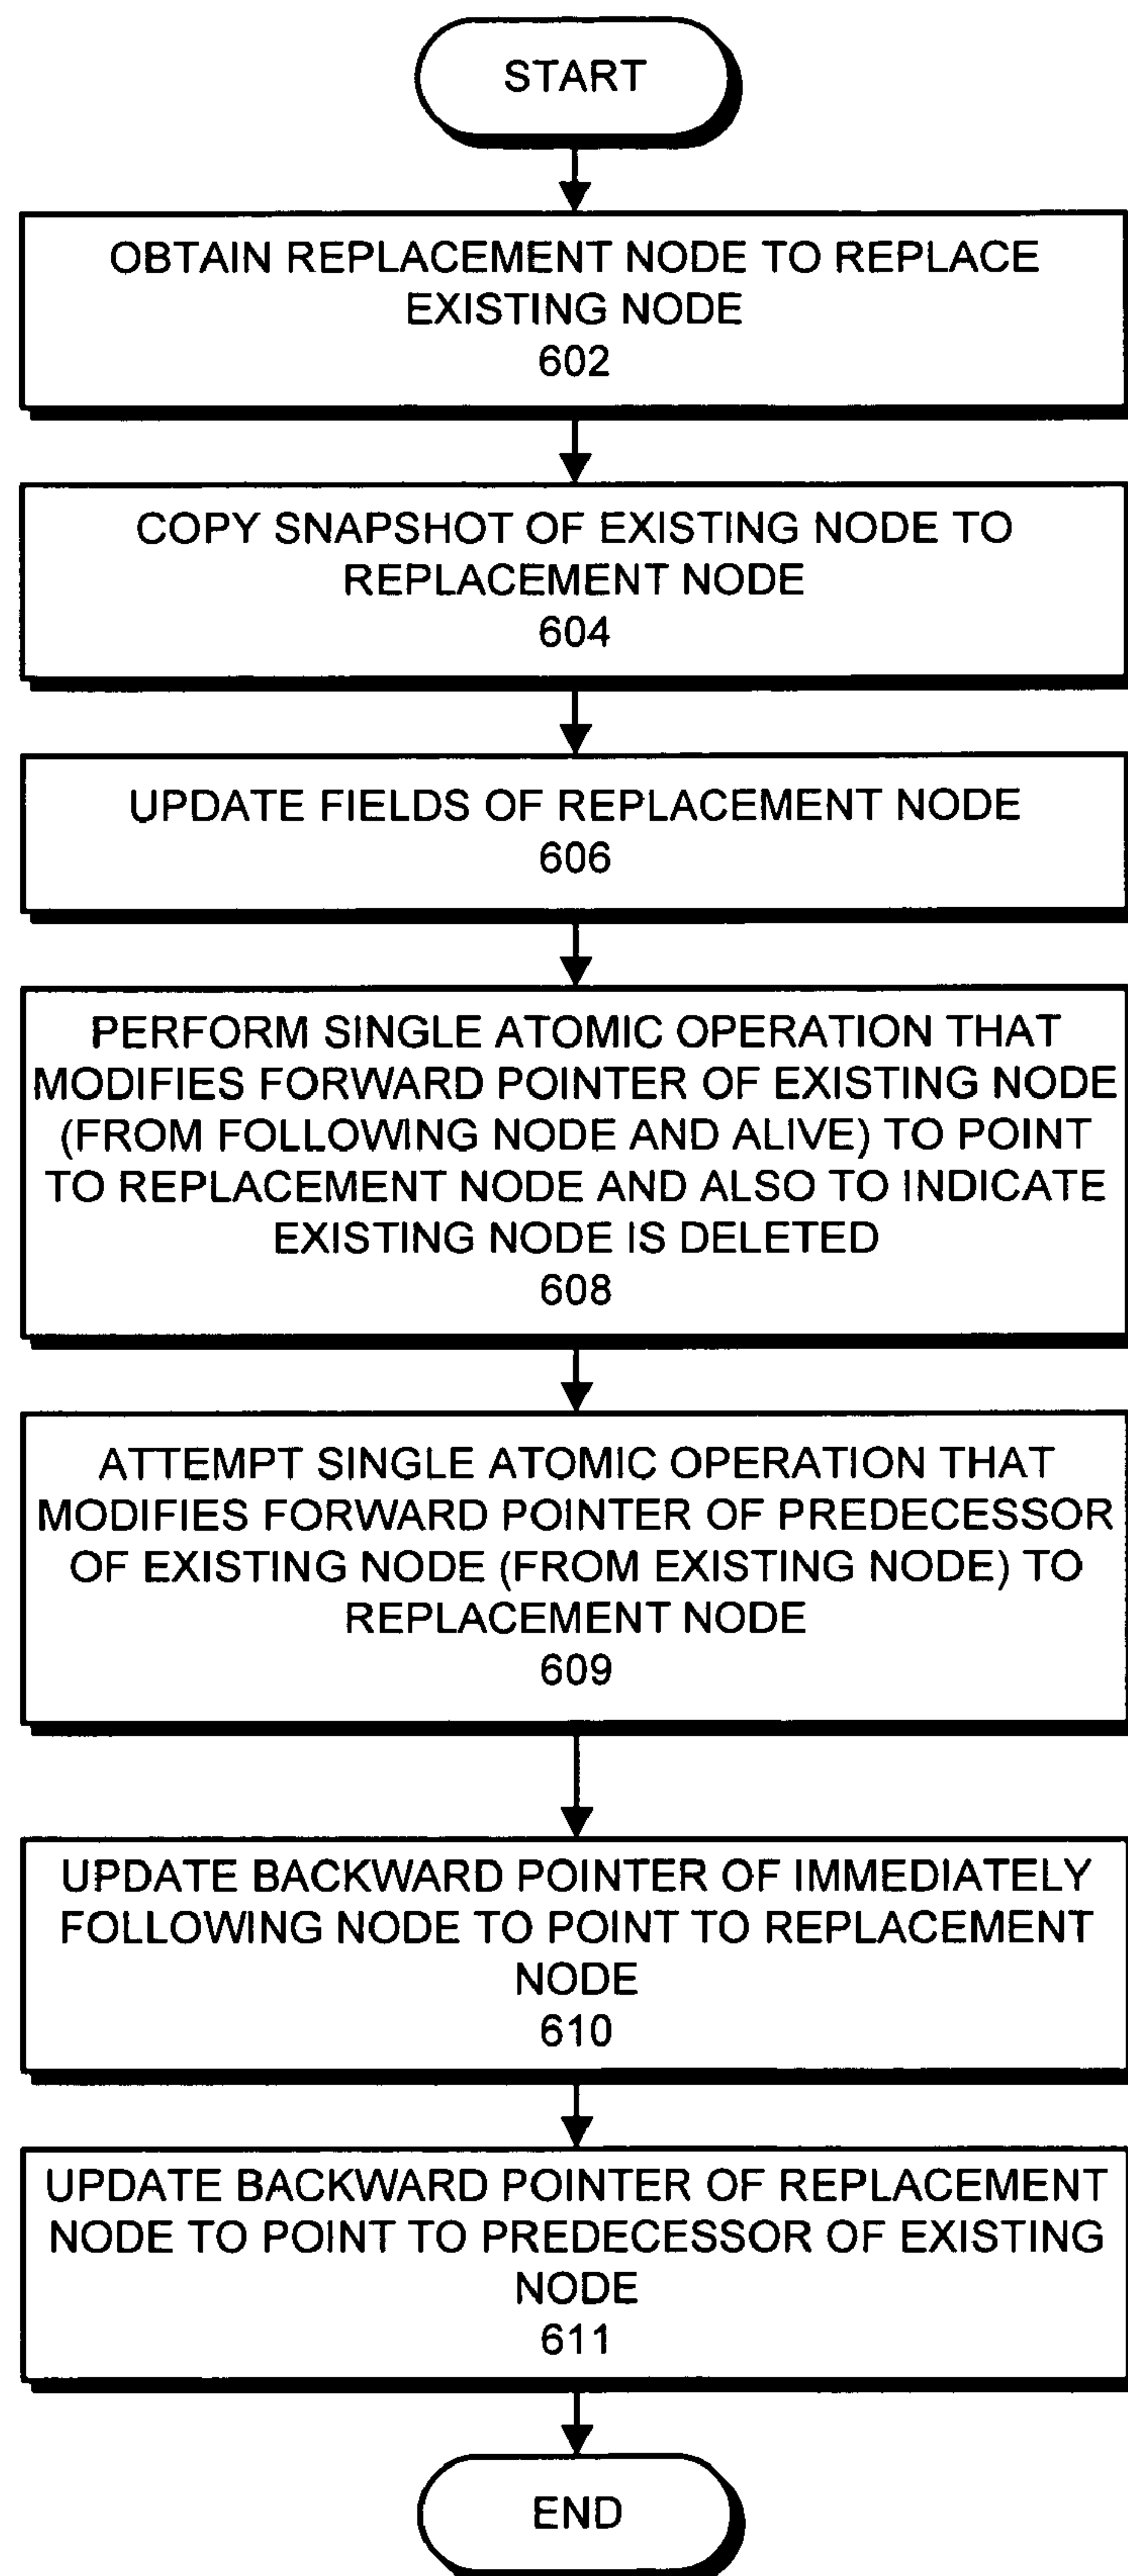 START
OBTAIN REPLACEMENT NODE TO REPLACE
EXISTING NODE
602
COPY SNAPSHOT OF EXISTING NODE TO
REPLACEMENT NODE
604
UPDATE FIELDS OF REPLACEMENT NODE
606
PERFORM SINGLE ATOMIC OPERATION THAT
MODIFIES FORWARD POINTER OF EXISTING NODE
(FROM FOLLOWING NODE AND ALIVE) TO POINT
TO REPLACEMENT NODE AND ALSO TO INDICATE
EXISTING NODE IS DELETED
608
ATTEMPT SINGLE ATOMIC OPERATION THAT
MODIFIES FORWARD POINTER OF PREDECESSOR
OF EXISTING NODE (FROM EXISTING NODE) TO
REPLACEMENT NODE
609
UPDATE BACKWARD POINTER OF IMMEDIATELY
FOLLOWING NODE TO POINT TO REPLACEMENT
NODE
610
UPDATE BACKWARD POINTER OF REPLACEMENT
NODE TO POINT TO PREDECESSOR OF EXISTING
NODE
611
END